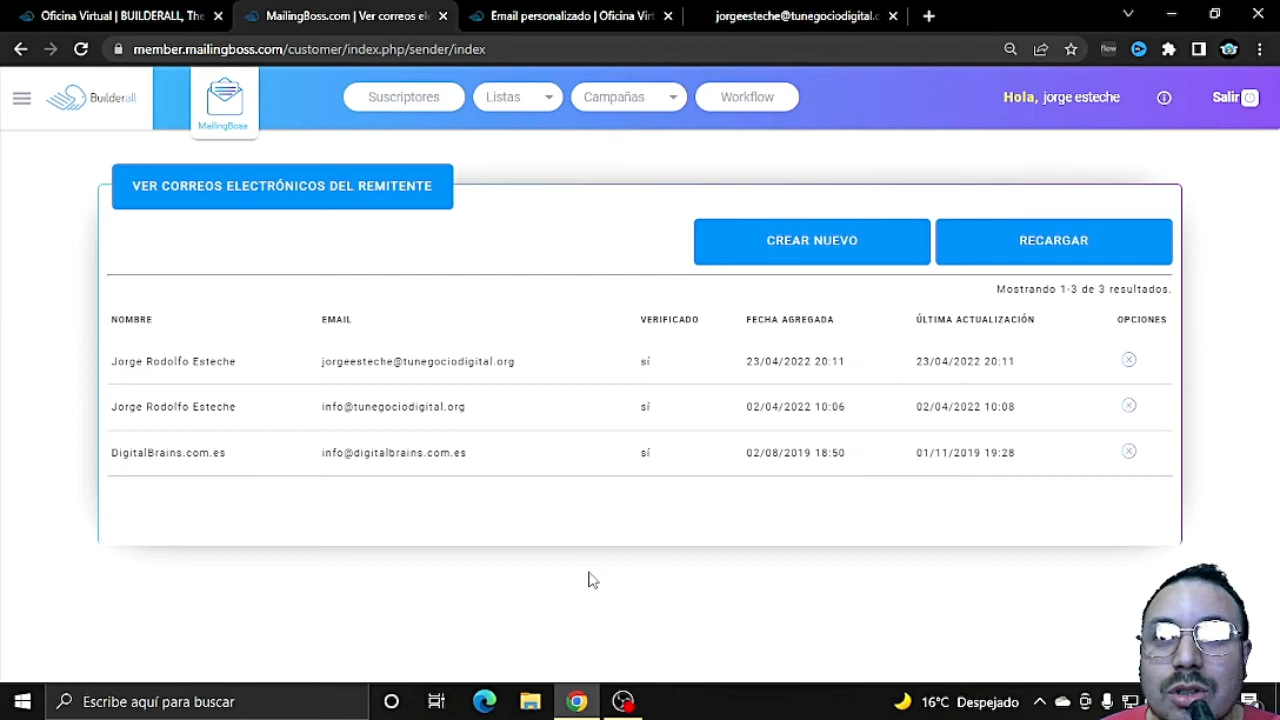 Oficina Virtual | BUILDERALL, The
MailingBoss.com | Ver correos ele
Email personalizado | Oficina Virt
jorgeesteche@tunegociodigital.c
member.mailingboss.com/customer/index.php/sender/index
flow
Builderall
MailingBoss
Suscriptores
Listas
Campañas
Workflow
Hola, jorge esteche
Salir
VER CORREOS ELECTRÓNICOS DEL REMITENTE
CREAR NUEVO
RECARGAR
Mostrando 1-3 de 3 resultados.
NOMBRE EMAIL VERIFICADO FECHA AGREGADA ÚLTIMA ACTUALIZACIÓN OPCIONES
Jorge Rodolfo Esteche jorgeesteche@tunegociodigital.org sí 23/04/2022 20:11 23/04/2022 20:11
Jorge Rodolfo Esteche info@tunegociodigital.org sí 02/04/2022 10:06 02/04/2022 10:08
DigitalBrains.com.es info@digitalbrains.com.es sí 02/08/2019 18:50 01/11/2019 19:28
Escribe aquí para buscar
16°C Despejado